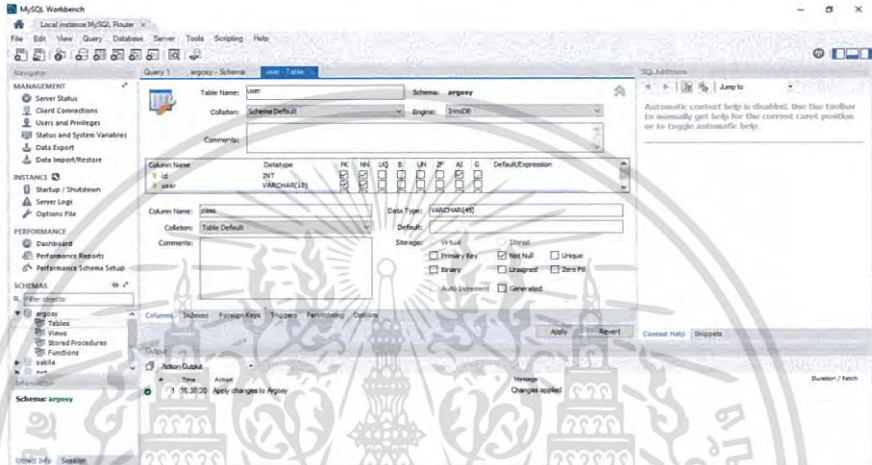 MySQL Workbench
Local instance MySQL Router
File Edit View Query Database Server Tools Scripting Help
Navigator
MANAGEMENT
Server Status
Client Connections
Users and Privileges
Status and System Variables
Data Export
Data Import/Restore
INSTANCE
Startup / Shutdown
Server Logs
Options File
PERFORMANCE
Dashboard
Performance Reports
Performance Schema Setup
SCHEMAS
Filter objects
argosy
Tables
Views
Stored Procedures
Functions
sakila
Information
Schema: argosy
Object Info Session
Query 1 argosy - Schema user - Table
Table Name: user Schema: argosy
Collation: Schema Default Engine: InnoDB
Comments:
Column Name Datatype PK NN UQ B UN ZF AI G Default/Expression
id INT
user VARCHAR(10)
Column Name: pass Data Type: VARCHAR(45)
Collation: Table Default Default:
Comments: Storage: Virtual Stored
Primary Key Not Null Unique
Binary Unsigned Zero Fill
Auto Increment Generated
Columns Indexes Foreign Keys Triggers Partitioning Options
Apply Revert
Output
Action Output
# Time Action Message Duration / Fetch
1 16:38:20 Apply changes to Argosy Changes applied
SQLAdditions
Jump to
Automatic context help is disabled. Use the toolbar
to manually get help for the current caret position
or to toggle automatic help.
Context Help Snippets